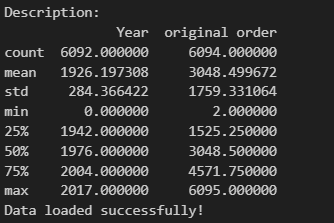 Description:
Year original order
count 6092.000000 6094.000000
mean 1926.197308 3048.499672
std 284.366422 1759.331064
min 0.000000 2.000000
25% 1942.000000 1525.250000
50% 1976.000000 3048.500000
75% 2004.000000 4571.750000
max 2017.000000 6095.000000
Data loaded successfully!